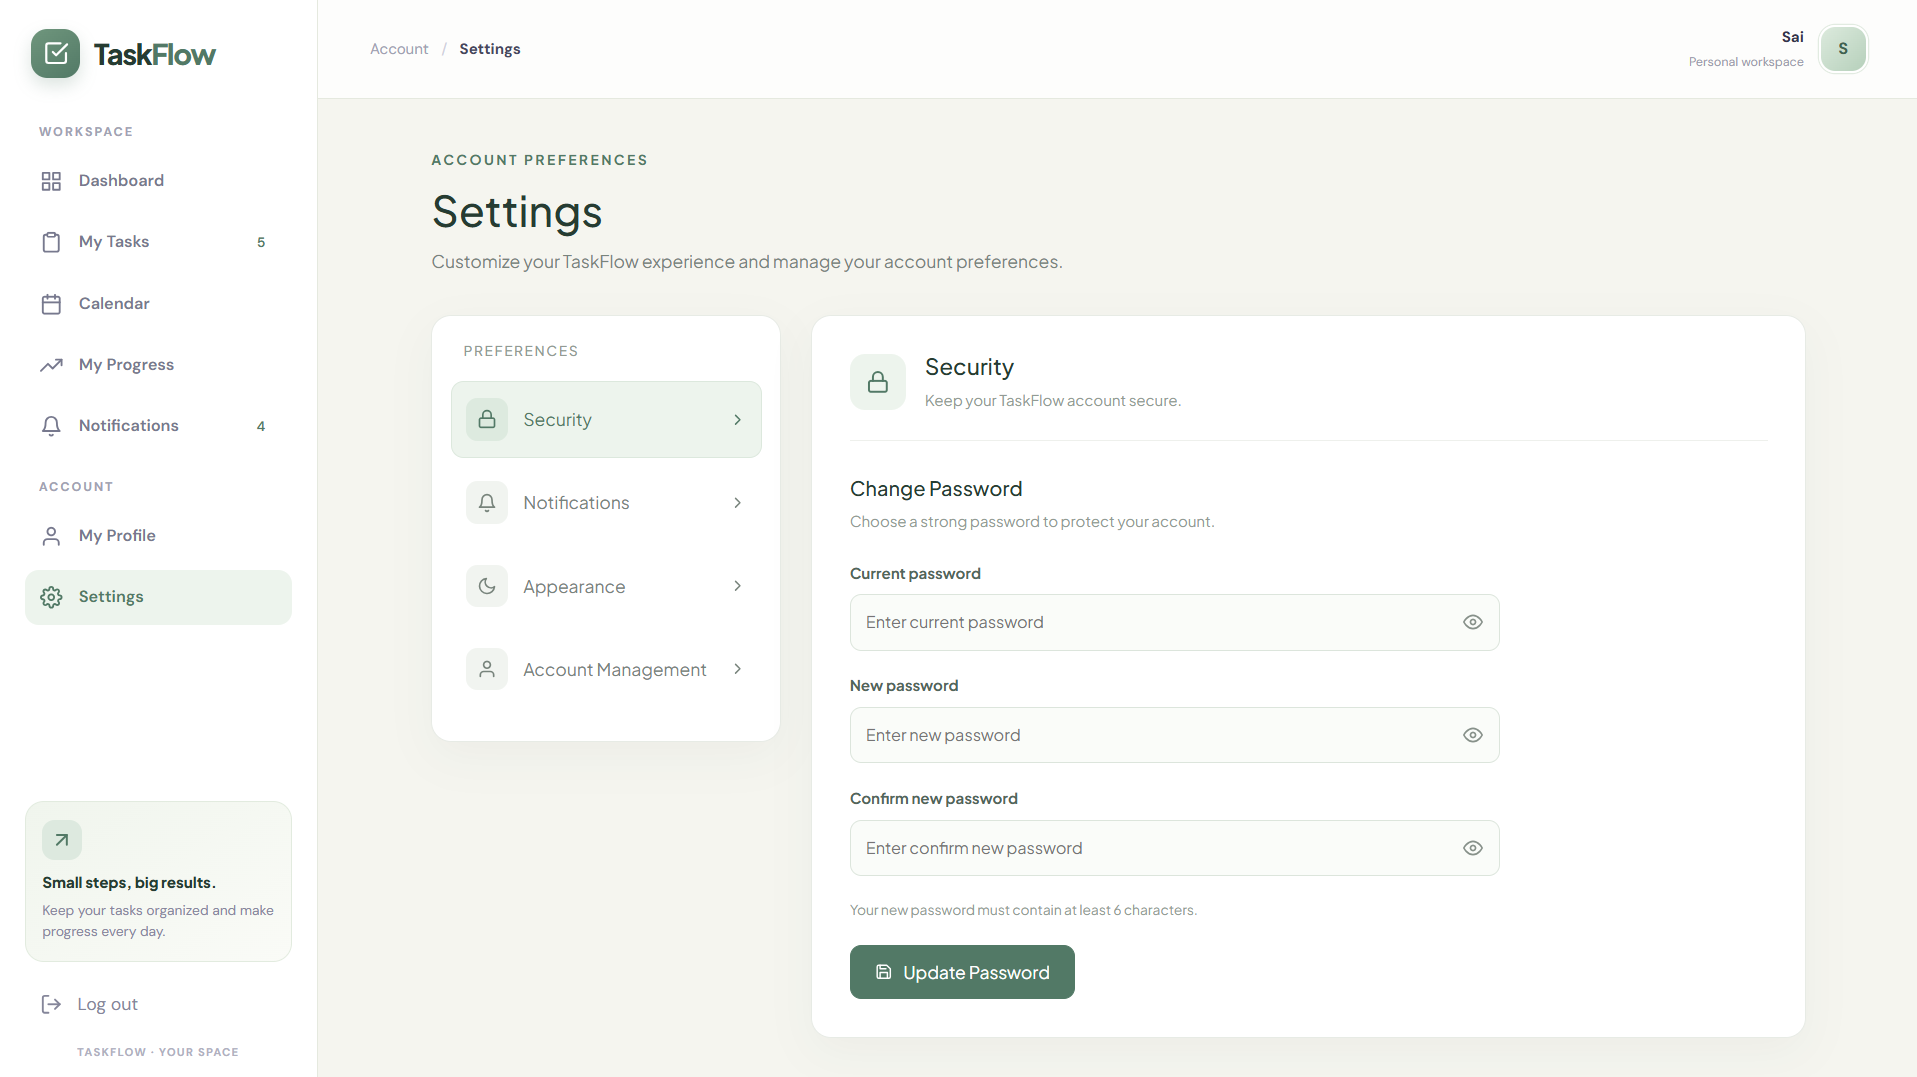 TaskFlow
WORKSPACE
Dashboard
My Tasks 5
Calendar
My Progress
Notifications 4
ACCOUNT
My Profile
Settings
Small steps, big results.
Keep your tasks organized and make
progress every day.
Log out
TASKFLOW · YOUR SPACE
Account / Settings
Sai
Personal workspace
S
ACCOUNT PREFERENCES
Settings
Customize your TaskFlow experience and manage your account preferences.
PREFERENCES
Security
Notifications
Appearance
Account Management
Security
Keep your TaskFlow account secure.
Change Password
Choose a strong password to protect your account.
Current password
Enter current password
New password
Enter new password
Confirm new password
Enter confirm new password
Your new password must contain at least 6 characters.
Update Password